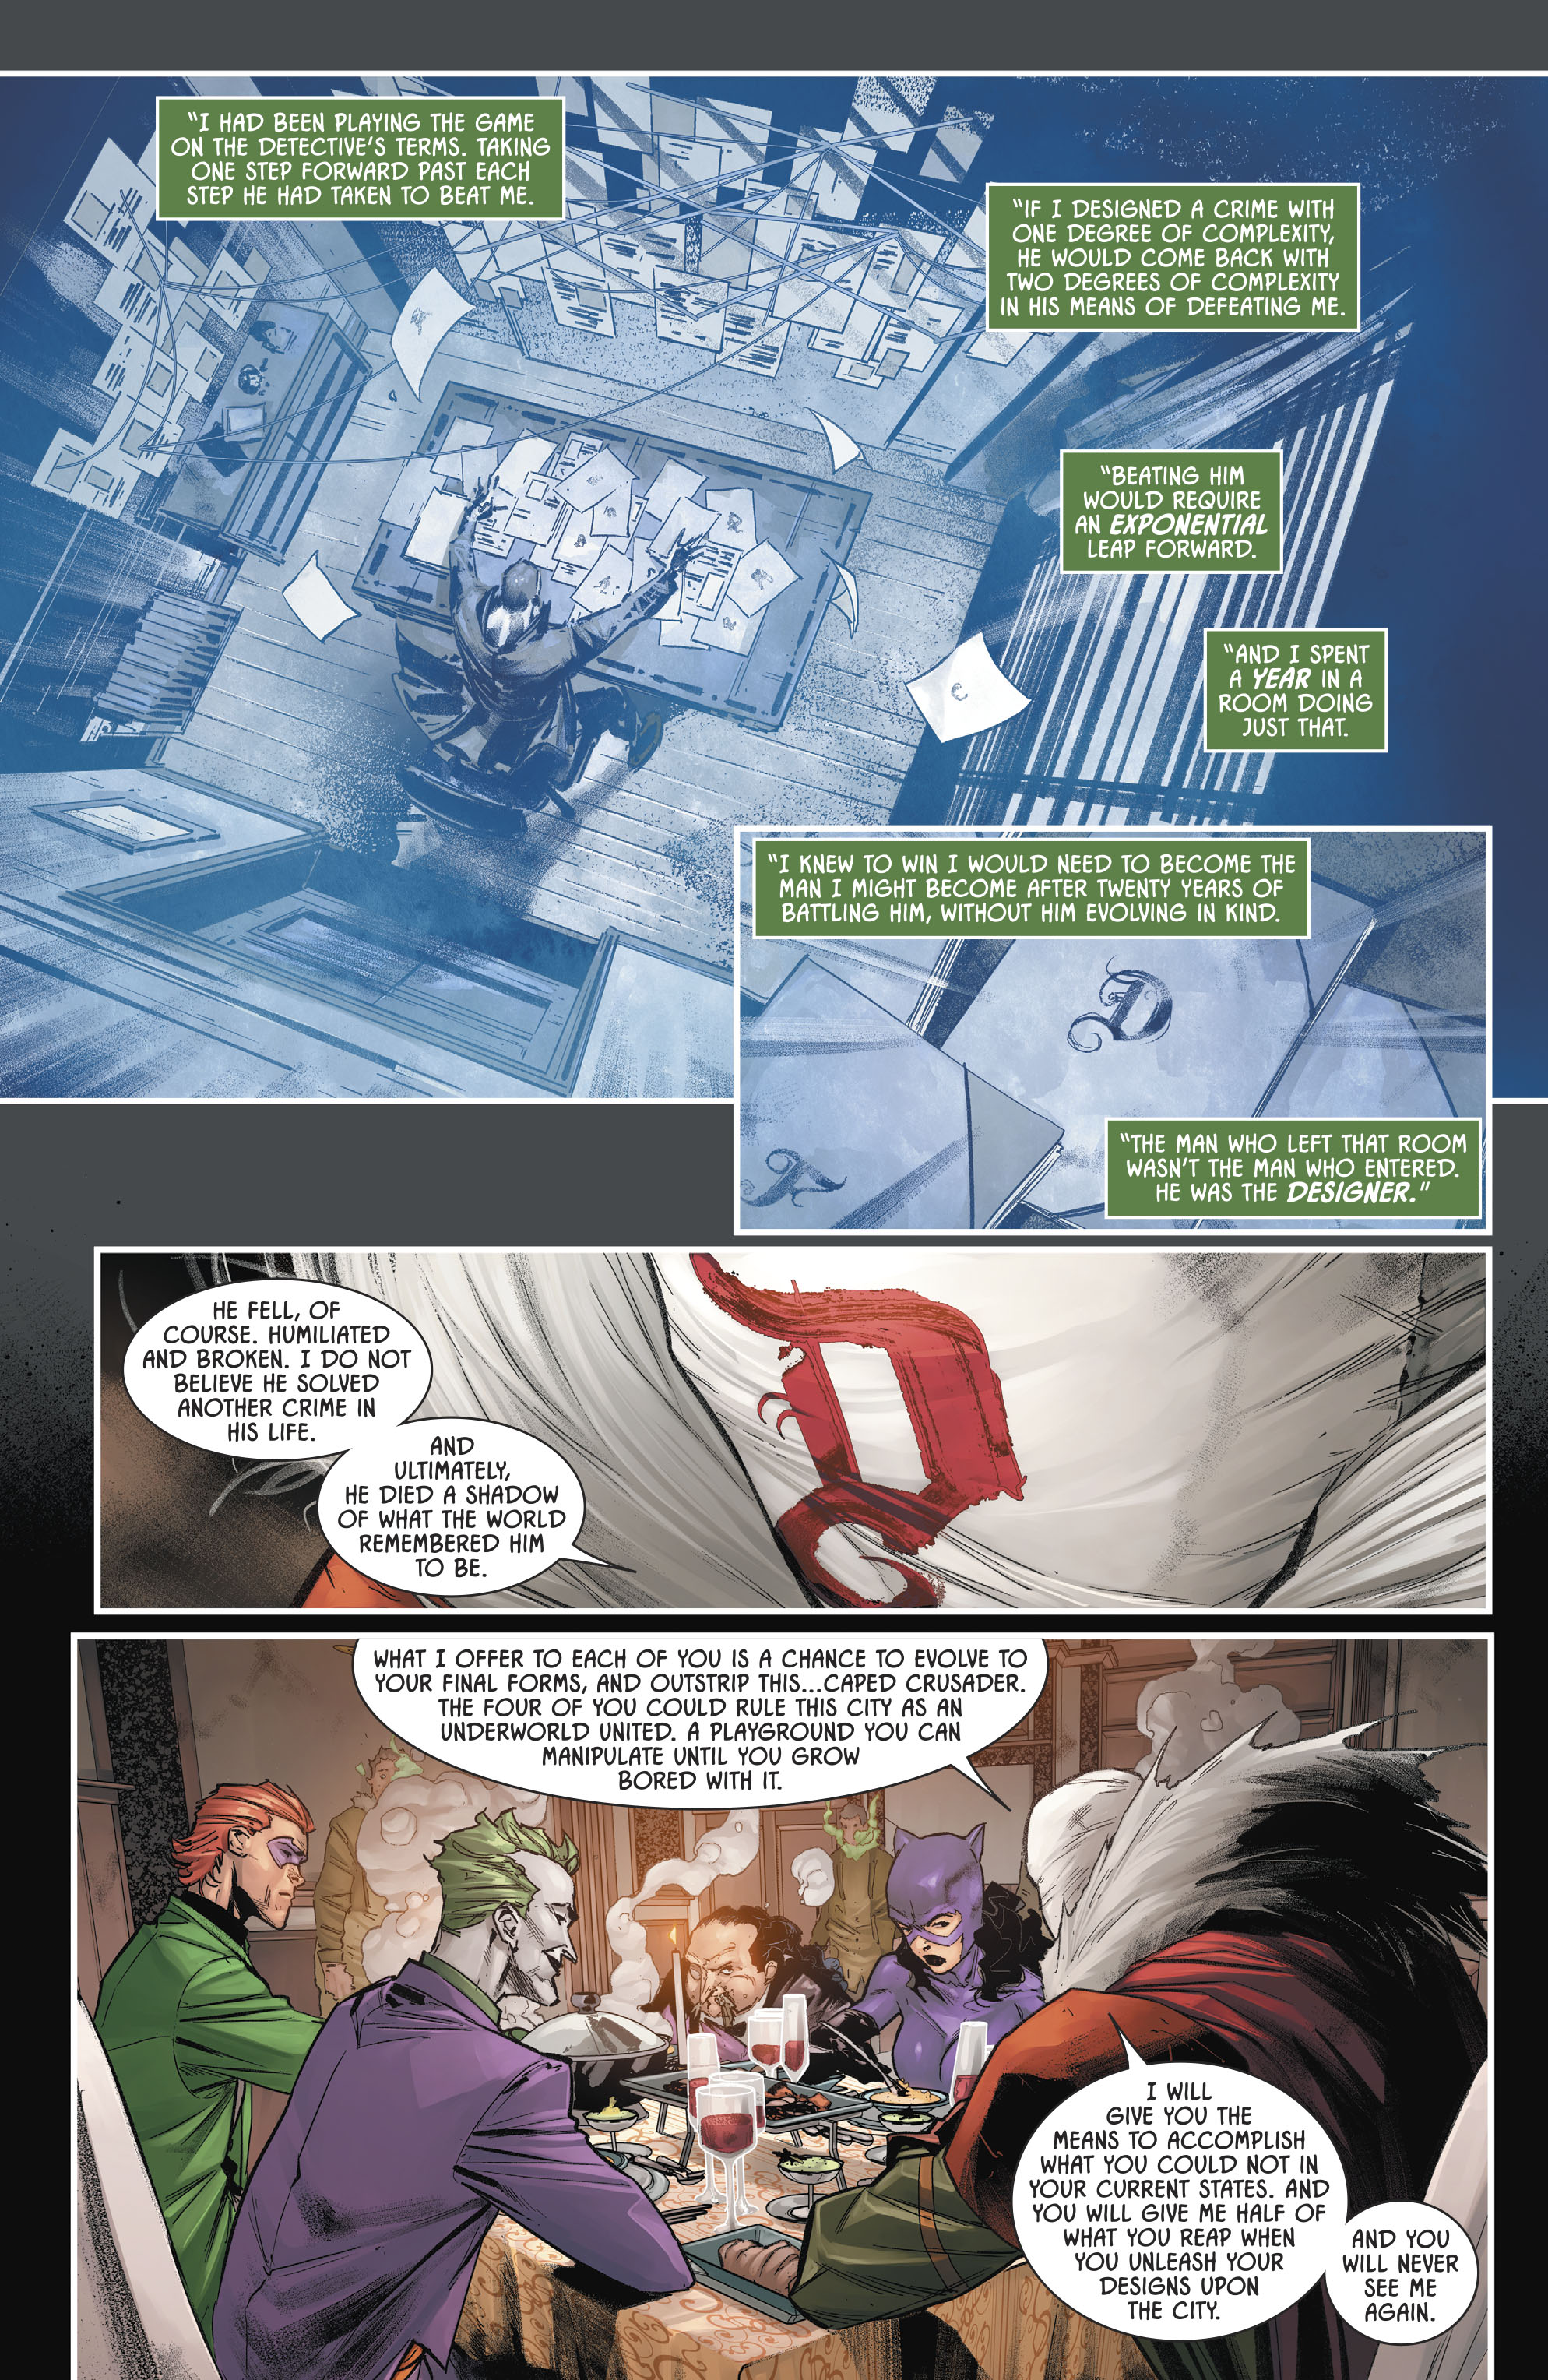 "I HAD BEEN PLAYING THE GAME
ON THE DETECTIVE'S TERMS. TAKING
ONE STEP FORWARD PAST EACH
STEP HE HAD TAKEN TO BEAT ME.
"IF I DESIGNED A CRIME WITH
ONE DEGREE OF COMPLEXITY,
HE WOULD COME BACK WITH
TWO DEGREES OF COMPLEXITY
IN HIS MEANS OF DEFEATING ME.
"BEATING HIM
WOULD REQUIRE
AN EXPONENTIAL
LEAP FORWARD.
"AND I SPENT
A YEAR IN A
ROOM DOING
JUST THAT.
"I KNEW TO WIN I WOULD NEED TO BECOME THE
MAN I MIGHT BECOME AFTER TWENTY YEARS OF
BATTLING HIM, WITHOUT HIM EVOLVING IN KIND.
D
"THE MAN WHO LEFT THAT ROOM
WASN'T THE MAN WHO ENTERED.
HE WAS THE DESIGNER."
HE FELL, OF
COURSE. HUMILIATED
AND BROKEN. I DO NOT
BELIEVE HE SOLVED
ANOTHER CRIME IN
HIS LIFE.
AND
ULTIMATELY,
HE DIED A SHADOW
OF WHAT THE WORLD
REMEMBERED HIM
TO BE.
D
WHAT I OFFER TO EACH OF YOU IS A CHANCE TO EVOLVE TO
YOUR FINAL FORMS, AND OUTSTRIP THIS...CAPED CRUSADER.
THE FOUR OF YOU COULD RULE THIS CITY AS AN
UNDERWORLD UNITED. A PLAYGROUND YOU CAN
MANIPULATE UNTIL YOU GROW
BORED WITH IT.
I WILL
GIVE YOU THE
MEANS TO ACCOMPLISH
WHAT YOU COULD NOT IN
YOUR CURRENT STATES. AND
YOU WILL GIVE ME HALF OF
WHAT YOU REAP WHEN
YOU UNLEASH YOUR
DESIGNS UPON
THE CITY.
AND YOU
WILL NEVER
SEE ME
AGAIN.